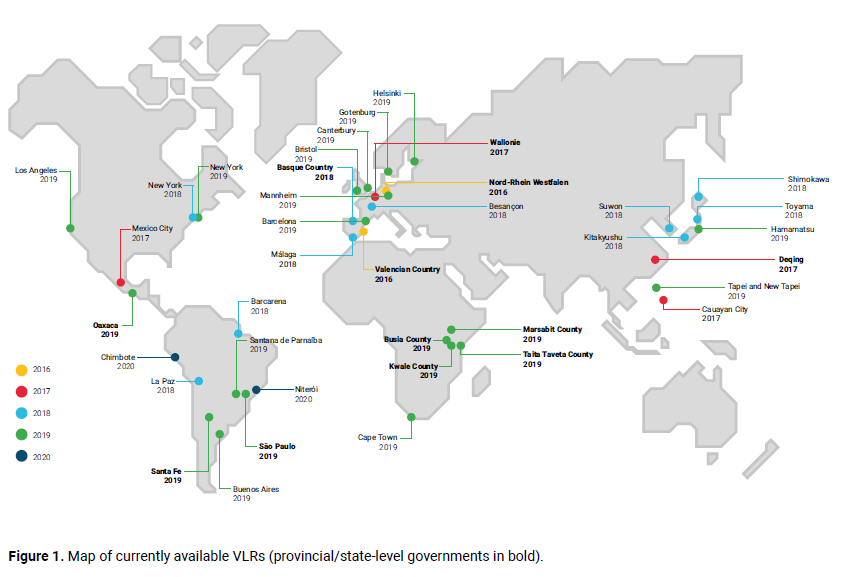 Helsinki
2019
Gotenburg
2019
Canterbury
2019
Bristol
2019
Basque Country
2018
Wallonie
2017
Nord-Rhein Westfalen
2016
Mannheim
2019
Besançon
2018
Barcelona
2019
Málaga
2018
Valencian Country
2016
Los Angeles
2019
New York
2019
New York
2018
Mexico City
2017
Oaxaca
2019
Shimokawa
2018
Suwon
2018
Toyama
2018
Hamamatsu
2019
Kitakyushu
2018
Deqing
2017
Tapei and New Tapei
2019
Cauayan City
2017
Barcarena
2018
Santana de Parnalba
2019
Chimbote
2020
La Paz
2018
Niterói
2020
São Paulo
2019
Santa Fe
2019
Buenos Aires
2019
Marsabit County
2019
Busia County
2019
Taita Taveta County
2019
Kwale County
2019
Cape Town
2019
2016
2017
2018
2019
2020
Figure 1. Map of currently available VLRs (provincial/state-level governments in bold).